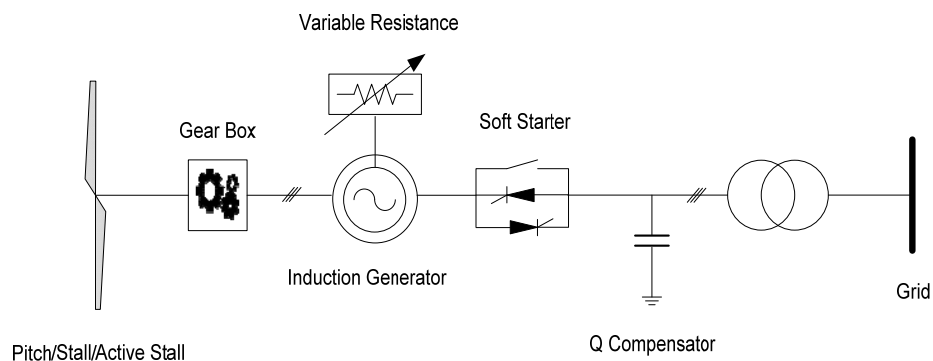 Variable Resistance
Gear Box
Soft Starter
Induction Generator
Grid
Pitch/Stall/Active Stall
Q Compensator